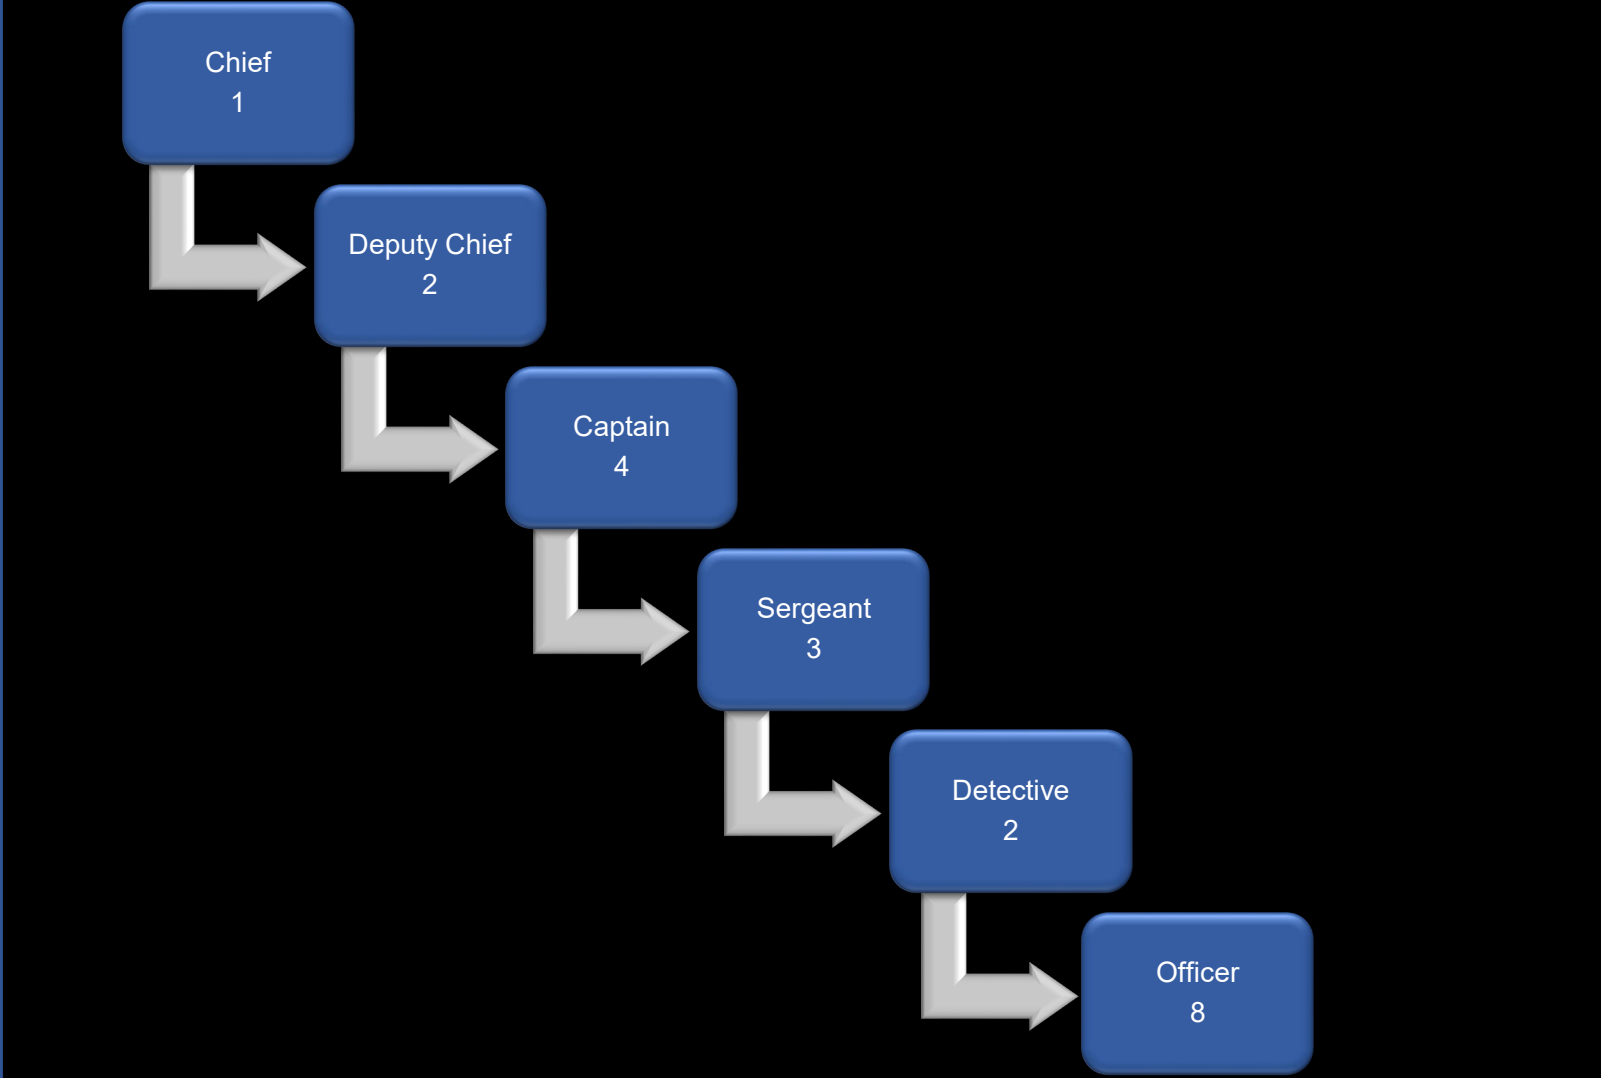 Chief
1
Deputy Chief
2
Captain
4
Sergeant
3
Detective
2
Officer
8